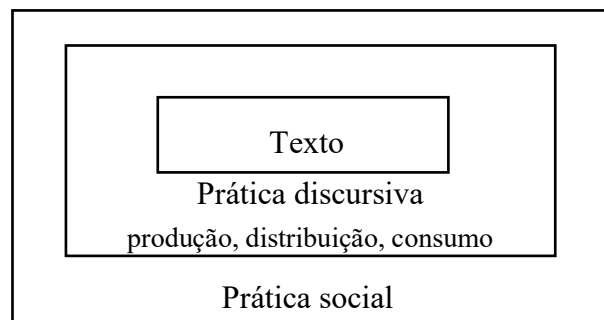 Texto
Prática discursiva
produção, distribuição, consumo
Prática social